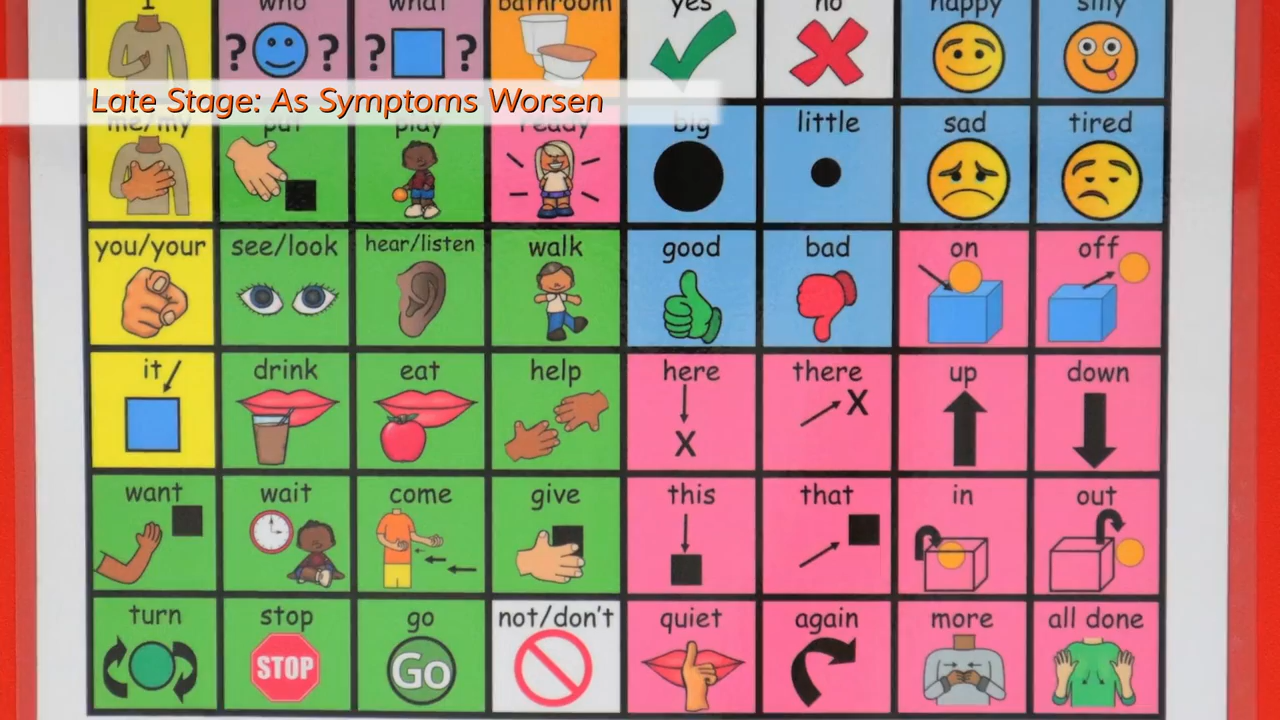 I who what bathroom yes no happy silly
Late Stage: As Symptoms Worsen
me/my put play ready big little sad tired
you/your see/look hear/listen walk good bad on off
it drink eat help here there up down
X X
want wait come give this that in out
turn stop go not/don't quiet again more all done
STOP Go